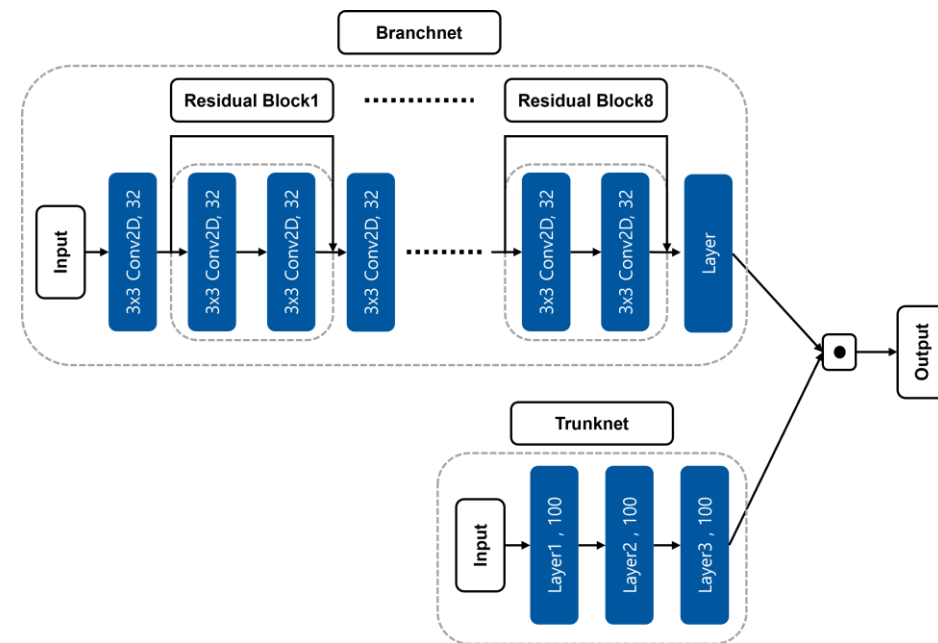 Branchnet
Residual Block1
Residual Block8
Input
3x3 Conv2D, 32
3x3 Conv2D, 32
3x3 Conv2D, 32
3x3 Conv2D, 32
3x3 Conv2D, 32
3x3 Conv2D, 32
Layer
Output
Trunknet
Input
Layer1 , 100
Layer2 , 100
Layer3 , 100